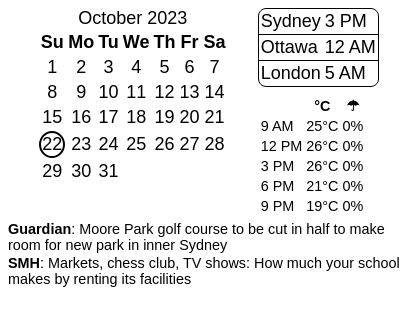 October 2023
Su Mo Tu We Th Fr Sa
1 2 3 4 5 6 7
8 9 10 11 12 13 14
15 16 17 18 19 20 21
22 23 24 25 26 27 28
29 30 31
Sydney 3 PM
Ottawa 12 AM
London 5 AM
°C ☂
9 AM 25°C 0%
12 PM 26°C 0%
3 PM 26°C 0%
6 PM 21°C 0%
9 PM 19°C 0%
Guardian: Moore Park golf course to be cut in half to make
room for new park in inner Sydney
SMH: Markets, chess club, TV shows: How much your school
makes by renting its facilities